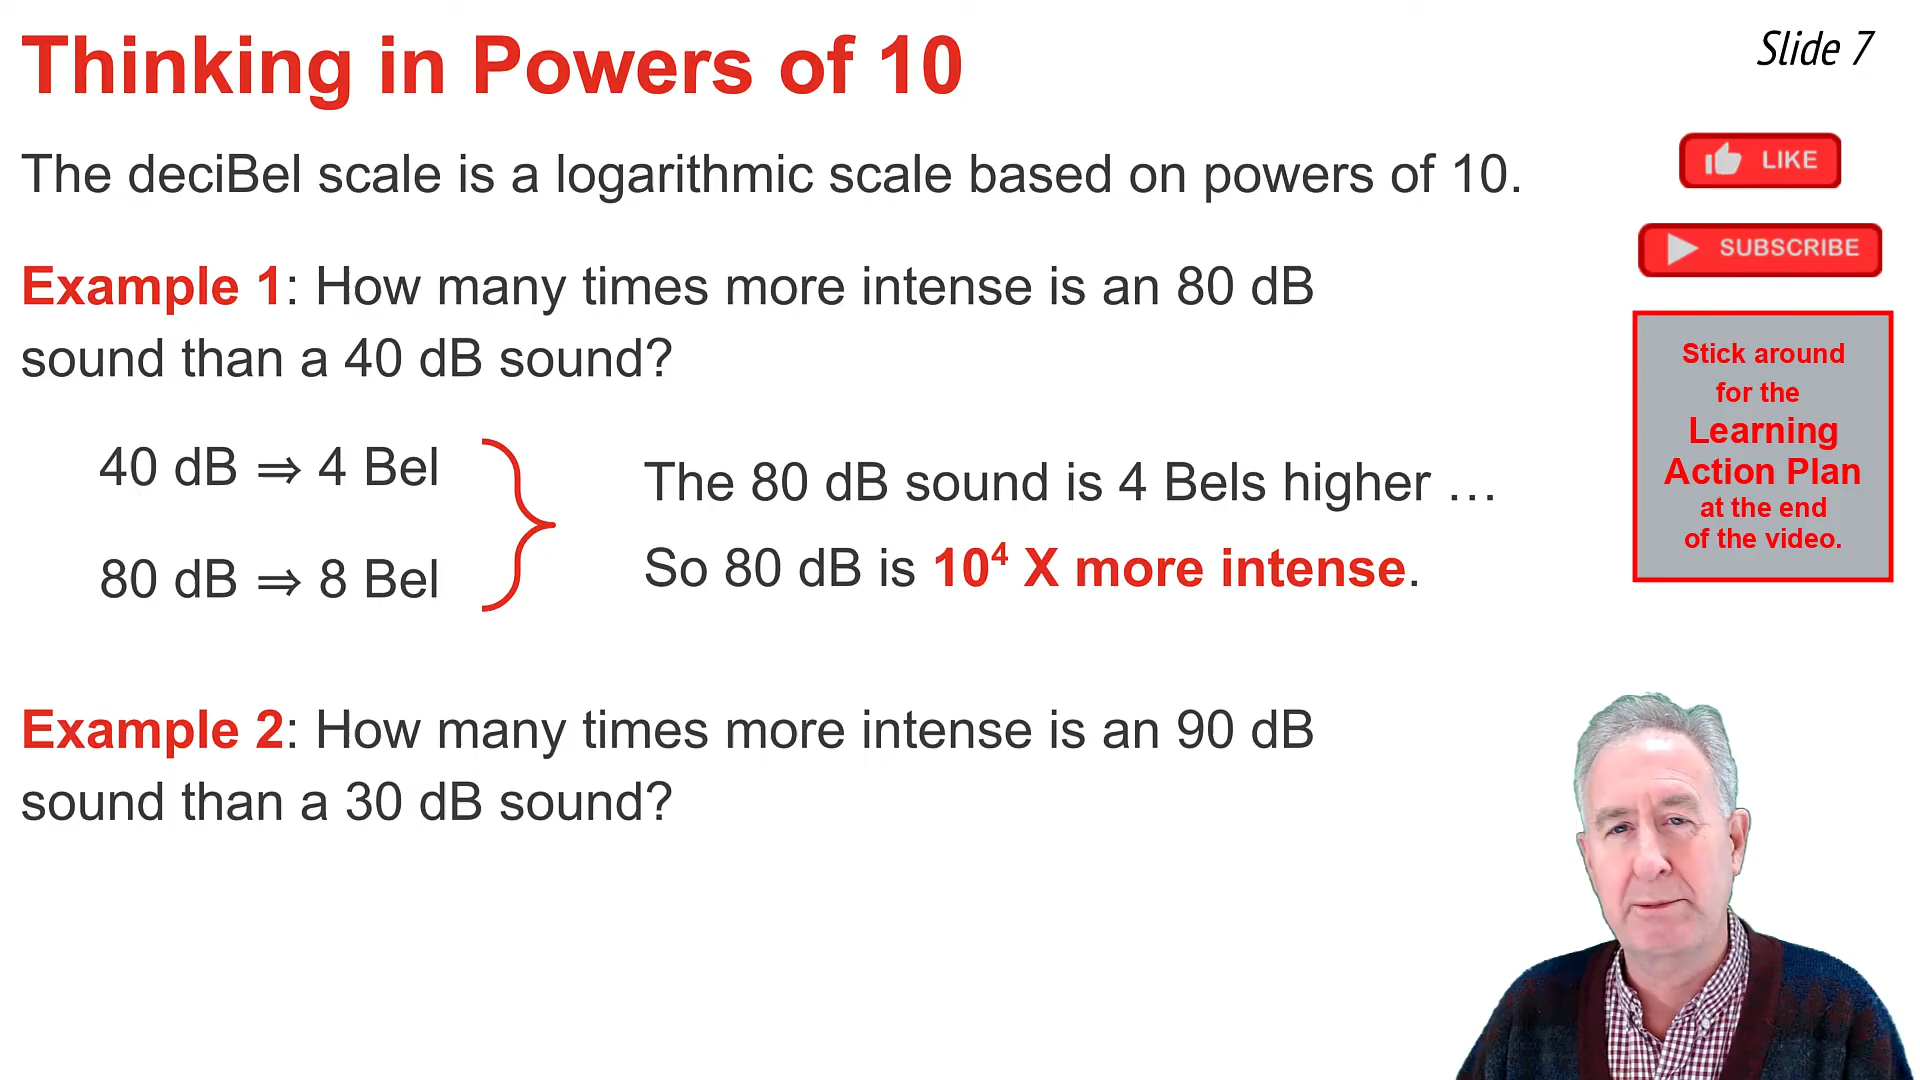 Thinking in Powers of 10
Slide 7
The deciBel scale is a logarithmic scale based on powers of 10.
LIKE
SUBSCRIBE
Example 1: How many times more intense is an 80 dB
sound than a 40 dB sound?
40 dB ⇒ 4 Bel
80 dB ⇒ 8 Bel
The 80 dB sound is 4 Bels higher …
So 80 dB is 10⁴ X more intense.
Stick around
for the
Learning
Action Plan
at the end
of the video.
Example 2: How many times more intense is an 90 dB
sound than a 30 dB sound?